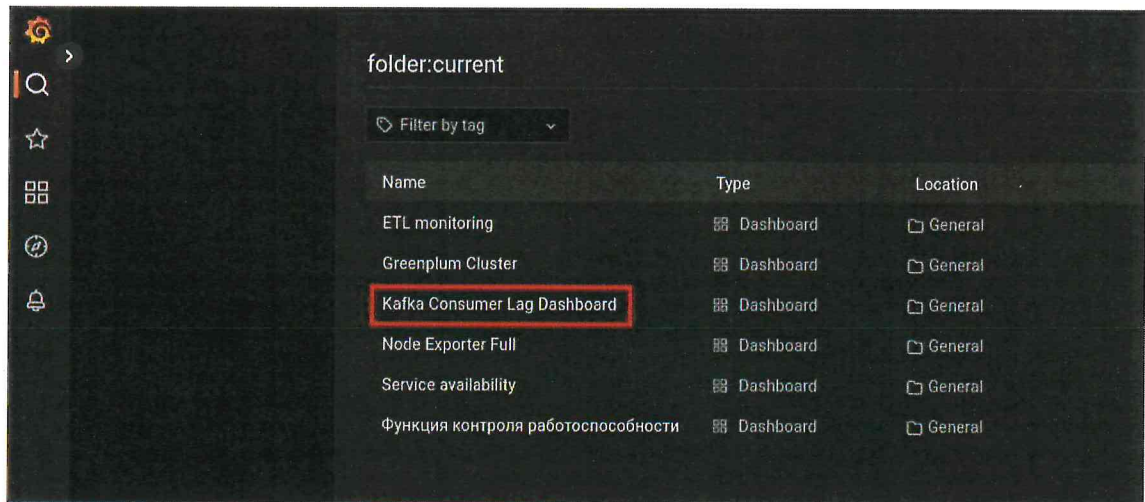 folder:current
Filter by tag
Name Type Location
ETL monitoring Dashboard General
Greenplum Cluster Dashboard General
Kafka Consumer Lag Dashboard Dashboard General
Node Exporter Full Dashboard General
Service availability Dashboard General
Функция контроля работоспособности Dashboard General